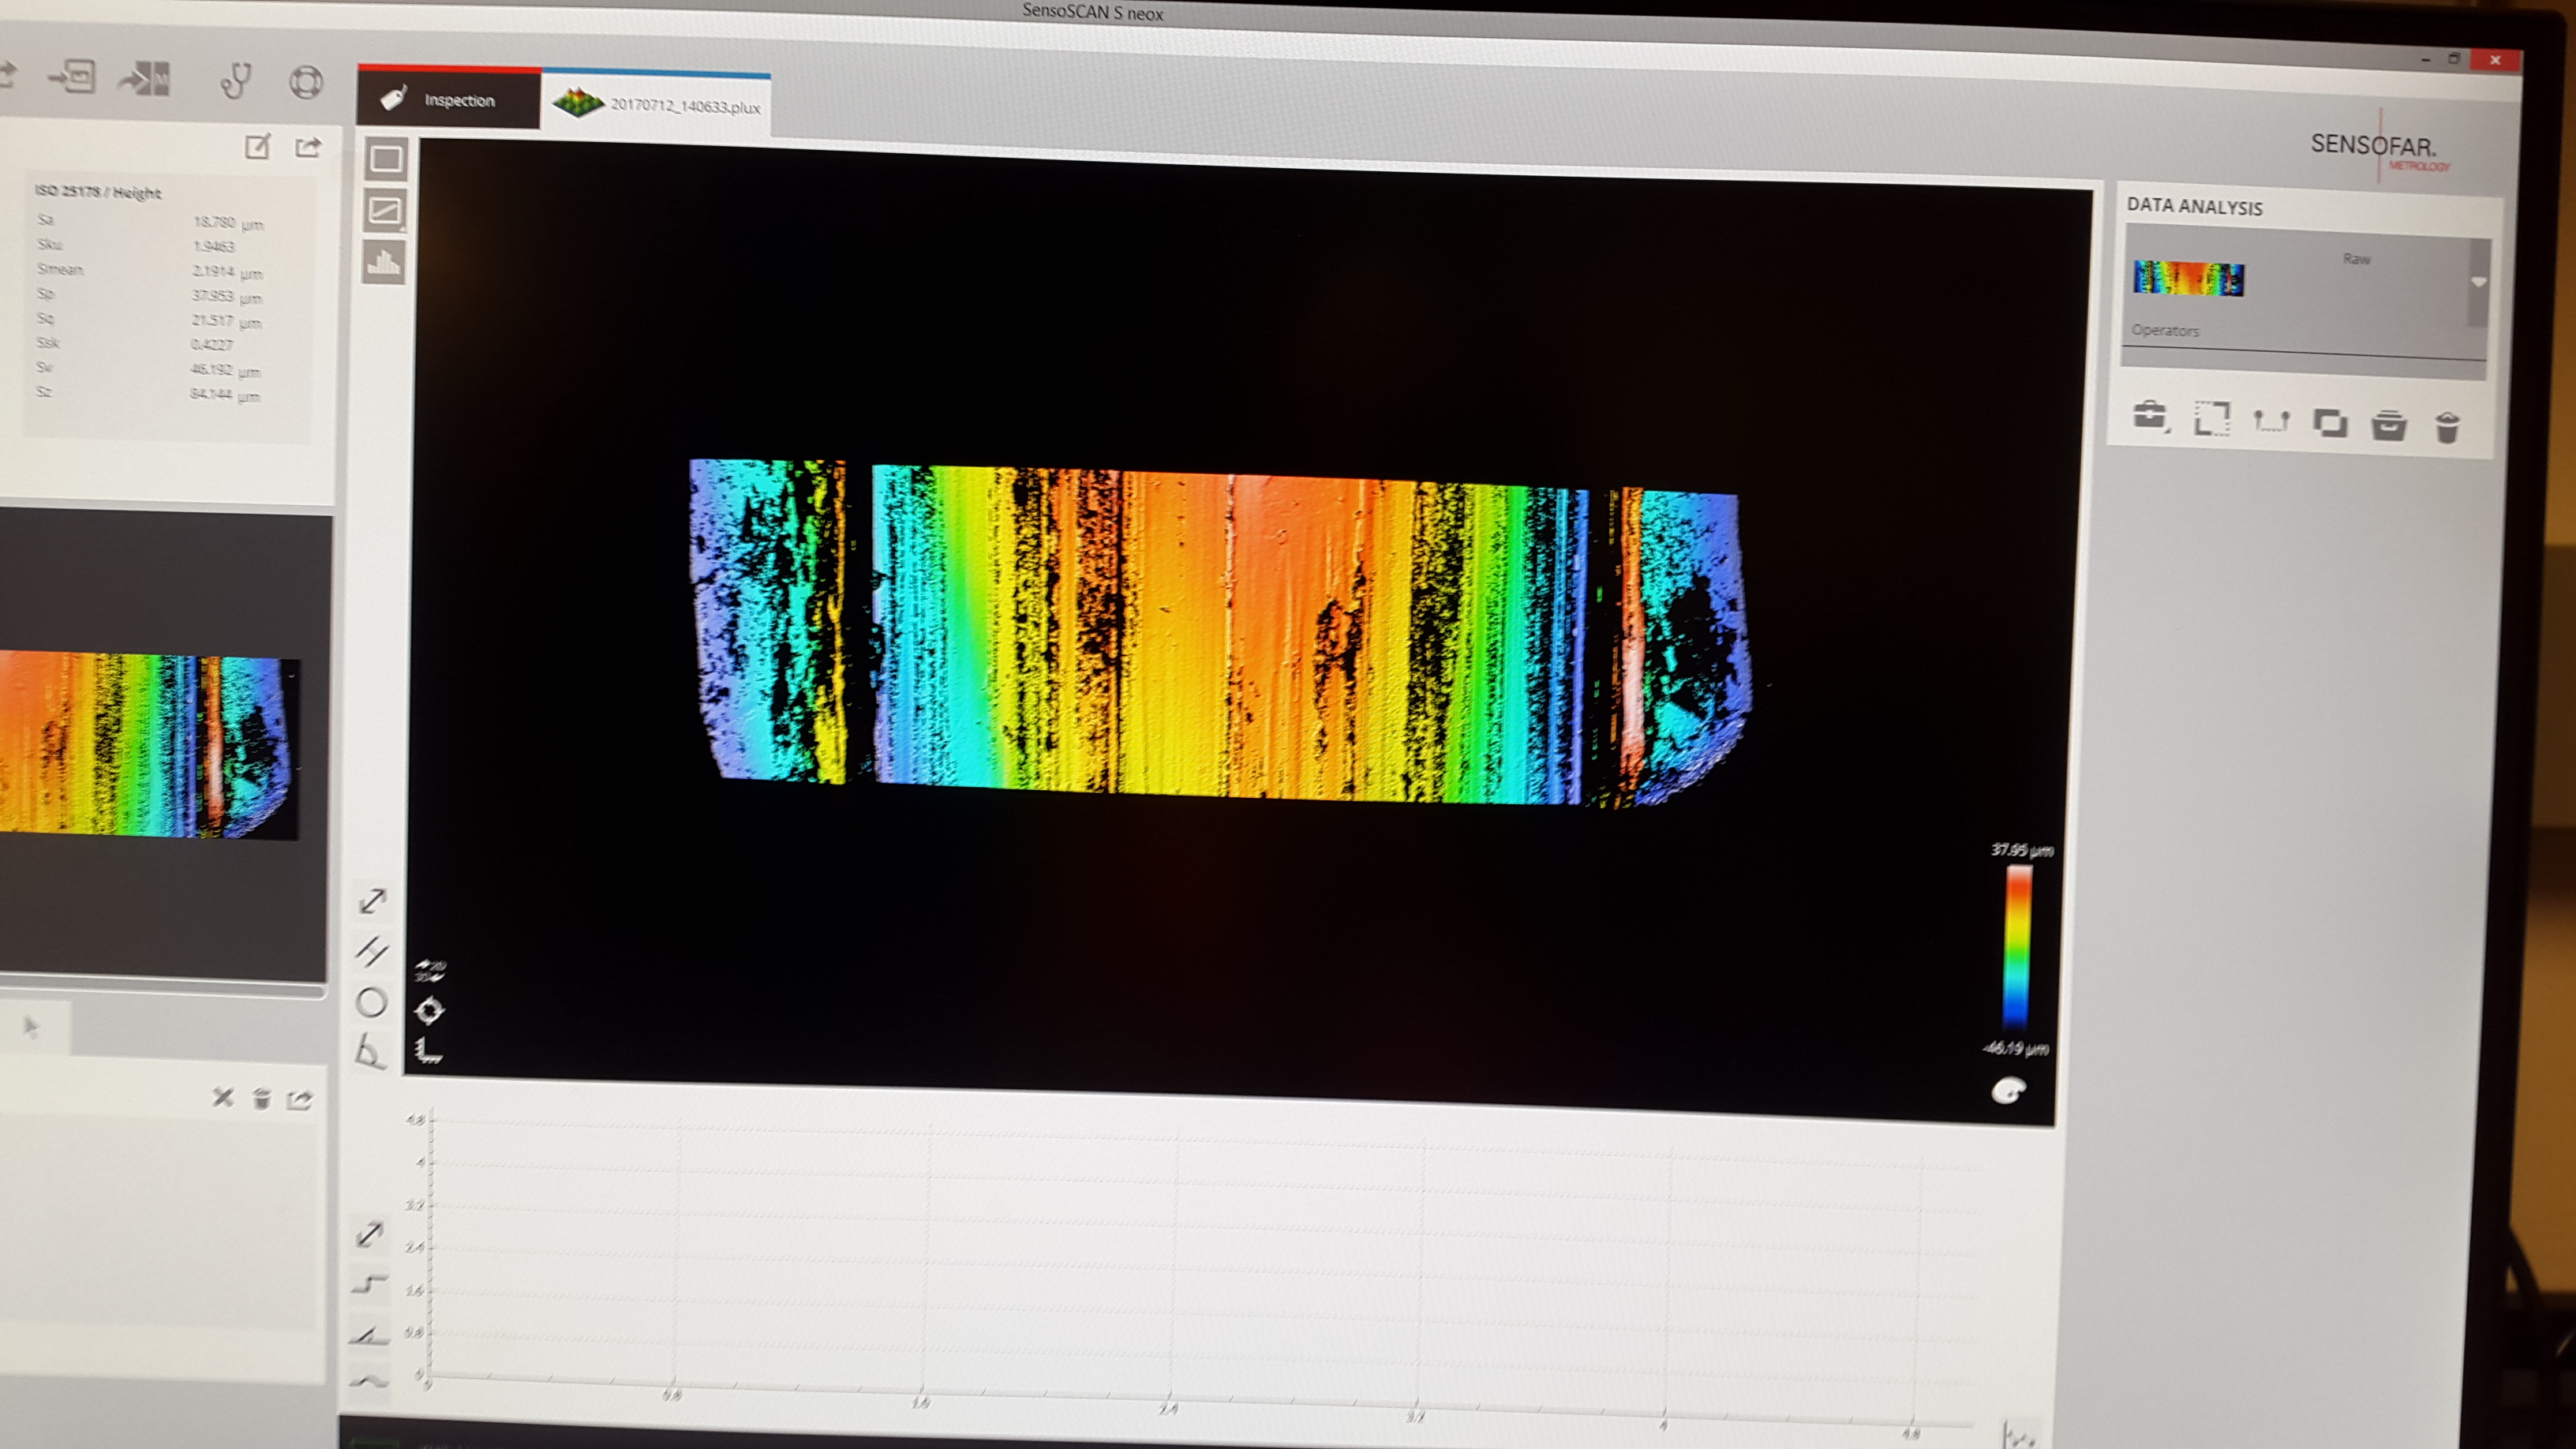 SensoSCAN S neox
Inspection
20170712_140633.plux
SENSOFAR.
METROLOGY
ISO 25178 / Height
Sa 18.780 µm
Sku 1.9463
Smean 2.1914 µm
Sp 37.953 µm
Sq 21.517 µm
Ssk 0.4227
Sv 46.192 µm
Sz 84.144 µm
DATA ANALYSIS
Raw
Operators
37.95 µm
-46.19 µm
4.8
4
3.2
2.4
1.6
0.8
0
0 0.8 1.6 2.4 3.2 4 4.8